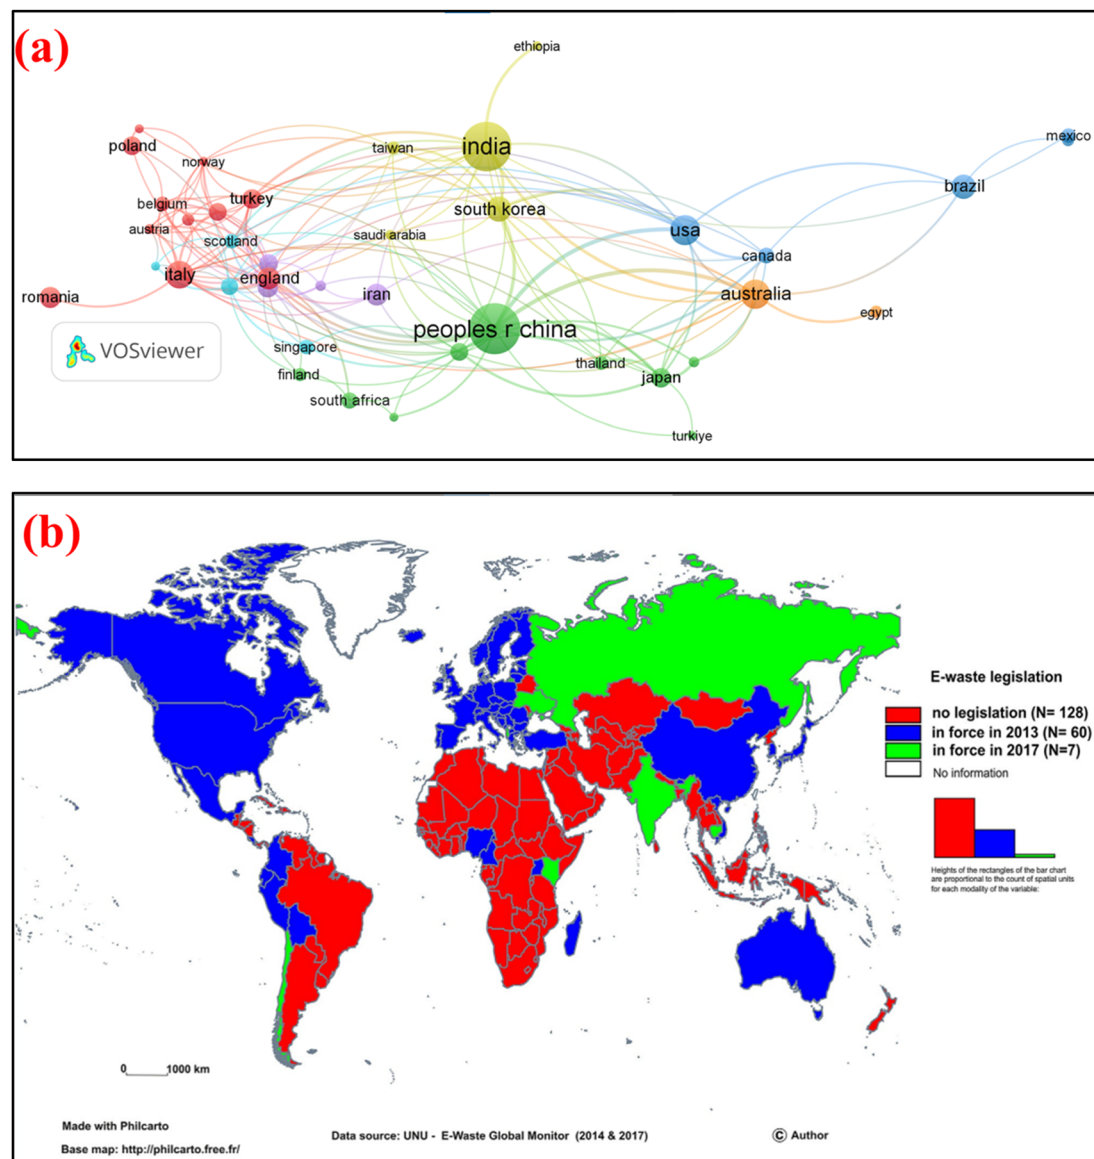 (a)
ethiopia
mexico
poland
norway
taiwan
india
brazil
belgium
turkey
south korea
austria
scotland
saudi arabia
usa
canada
italy
england
romania
iran
australia
egypt
peoples r china
VOSviewer
singapore
thailand
finland
japan
south africa
turkiye
(b)
E-waste legislation
no legislation (N= 128)
in force in 2013 (N= 60)
in force in 2017 (N=7)
No information
Heights of the rectangles of the bar chart
are proportional to the count of spatial units
for each modality of the variable:
0 1000 km
Made with Philcarto
Data source: UNU - E-Waste Global Monitor (2014 & 2017)
© Author
Base map: http://philcarto.free.fr/